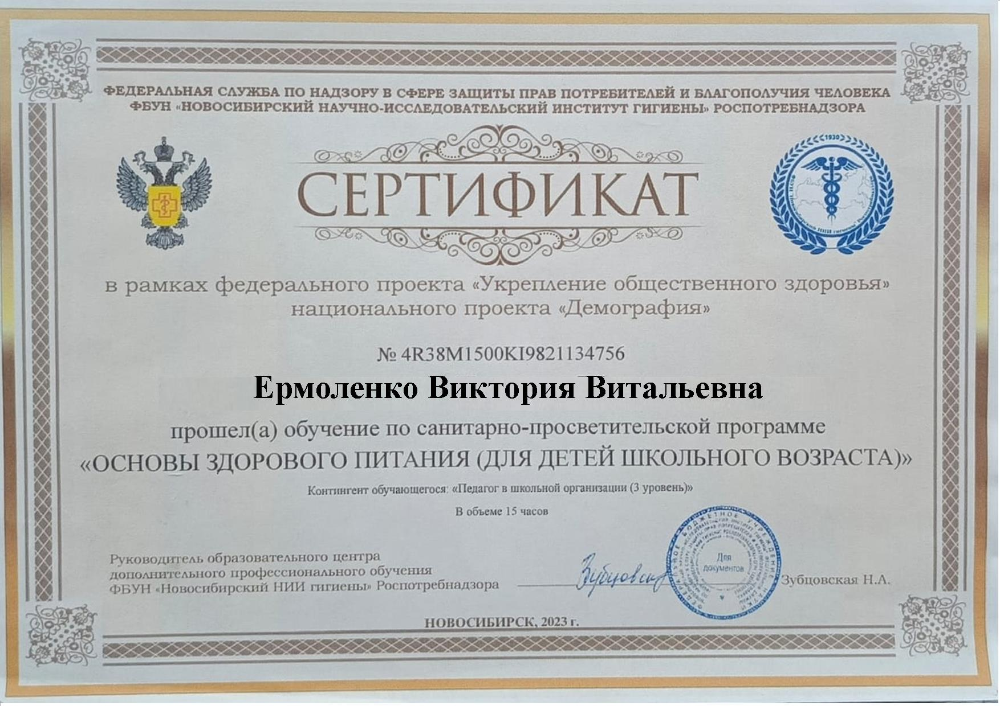 ФЕДЕРАЛЬНАЯ СЛУЖБА ПО НАДЗОРУ В СФЕРЕ ЗАЩИТЫ ПРАВ ПОТРЕБИТЕЛЕЙ И БЛАГОПОЛУЧИЯ ЧЕЛОВЕКА
ФБУН «НОВОСИБИРСКИЙ НАУЧНО-ИССЛЕДОВАТЕЛЬСКИЙ ИНСТИТУТ ГИГИЕНЫ» РОСПОТРЕБНАДЗОРА
1930
СЕРТИФИКАТ
в рамках федерального проекта «Укрепление общественного здоровья»
национального проекта «Демография»
№ 4R38M1500KI9821134756
Ермоленко Виктория Витальевна
прошел(а) обучение по санитарно-просветительской программе
«ОСНОВЫ ЗДОРОВОГО ПИТАНИЯ (ДЛЯ ДЕТЕЙ ШКОЛЬНОГО ВОЗРАСТА)»
Контингент обучающегося: «Педагог в школьной организации (3 уровень)»
В объеме 15 часов
Руководитель образовательного центра
дополнительного профессионального обучения
ФБУН «Новосибирский НИИ гигиены» Роспотребнадзора
Для
документов
Зубцовская Н.А.
НОВОСИБИРСК, 2023 г.